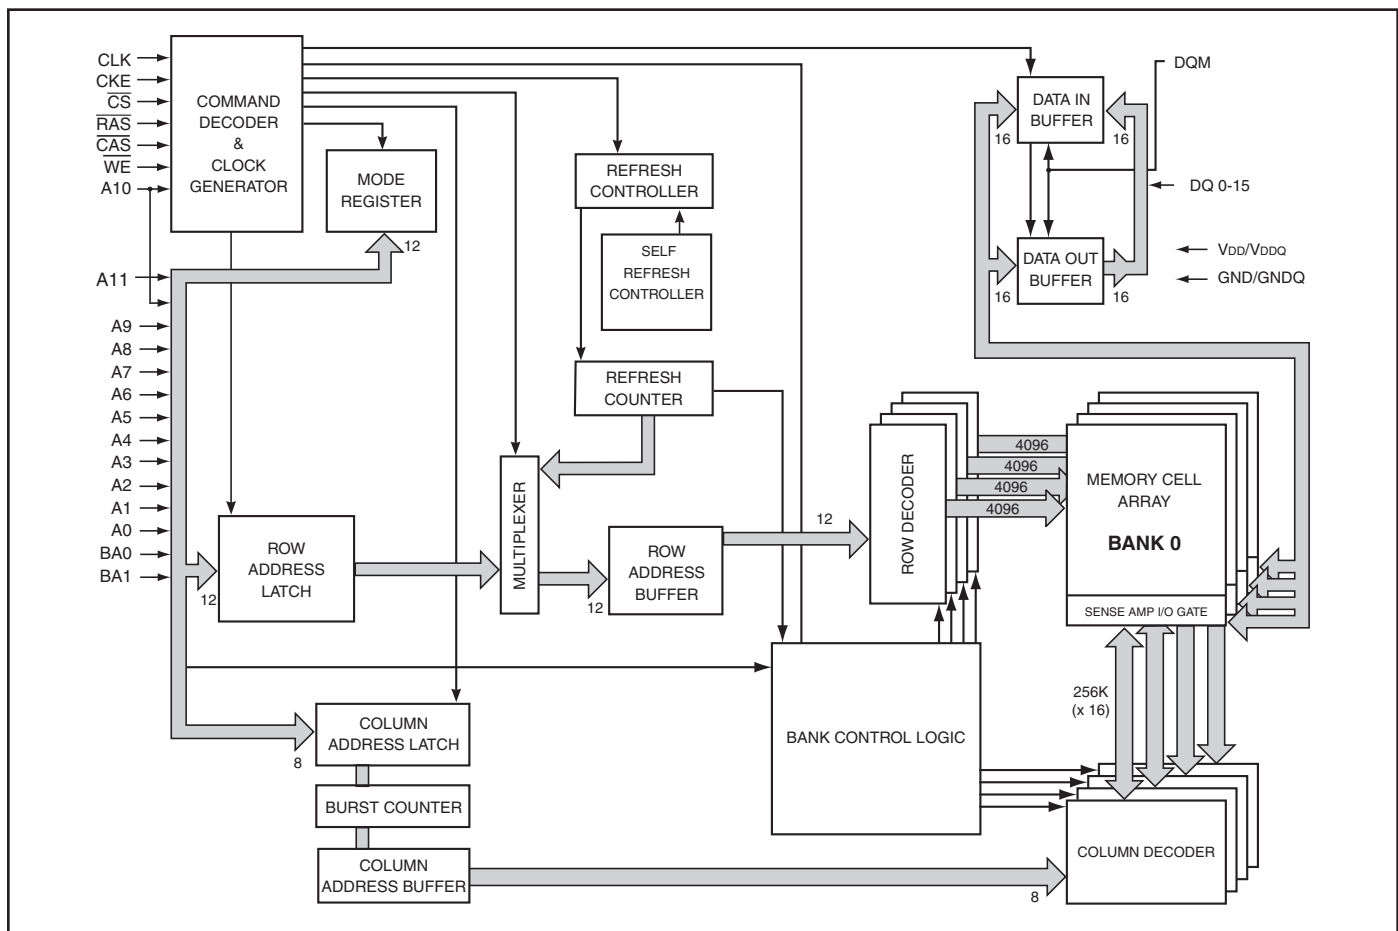 CLK
CKE
CS
RAS
CAS
WE
A10
A11
A9
A8
A7
A6
A5
A4
A3
A2
A1
A0
BA0
BA1
COMMAND
DECODER
&
CLOCK
GENERATOR
MODE
REGISTER
12
REFRESH
CONTROLLER
SELF
REFRESH
CONTROLLER
REFRESH
COUNTER
DATA IN
BUFFER
16
16
DQM
DQ 0-15
DATA OUT
BUFFER
16
16
VDD/VDDQ
GND/GNDQ
ROW
ADDRESS
LATCH
12
MULTIPLEXER
12
ROW
ADDRESS
BUFFER
12
ROW DECODER
4096
4096
4096
4096
MEMORY CELL
ARRAY
BANK 0
SENSE AMP I/O GATE
256K
(x 16)
BANK CONTROL LOGIC
COLUMN
ADDRESS LATCH
8
BURST COUNTER
COLUMN
ADDRESS BUFFER
8
COLUMN DECODER